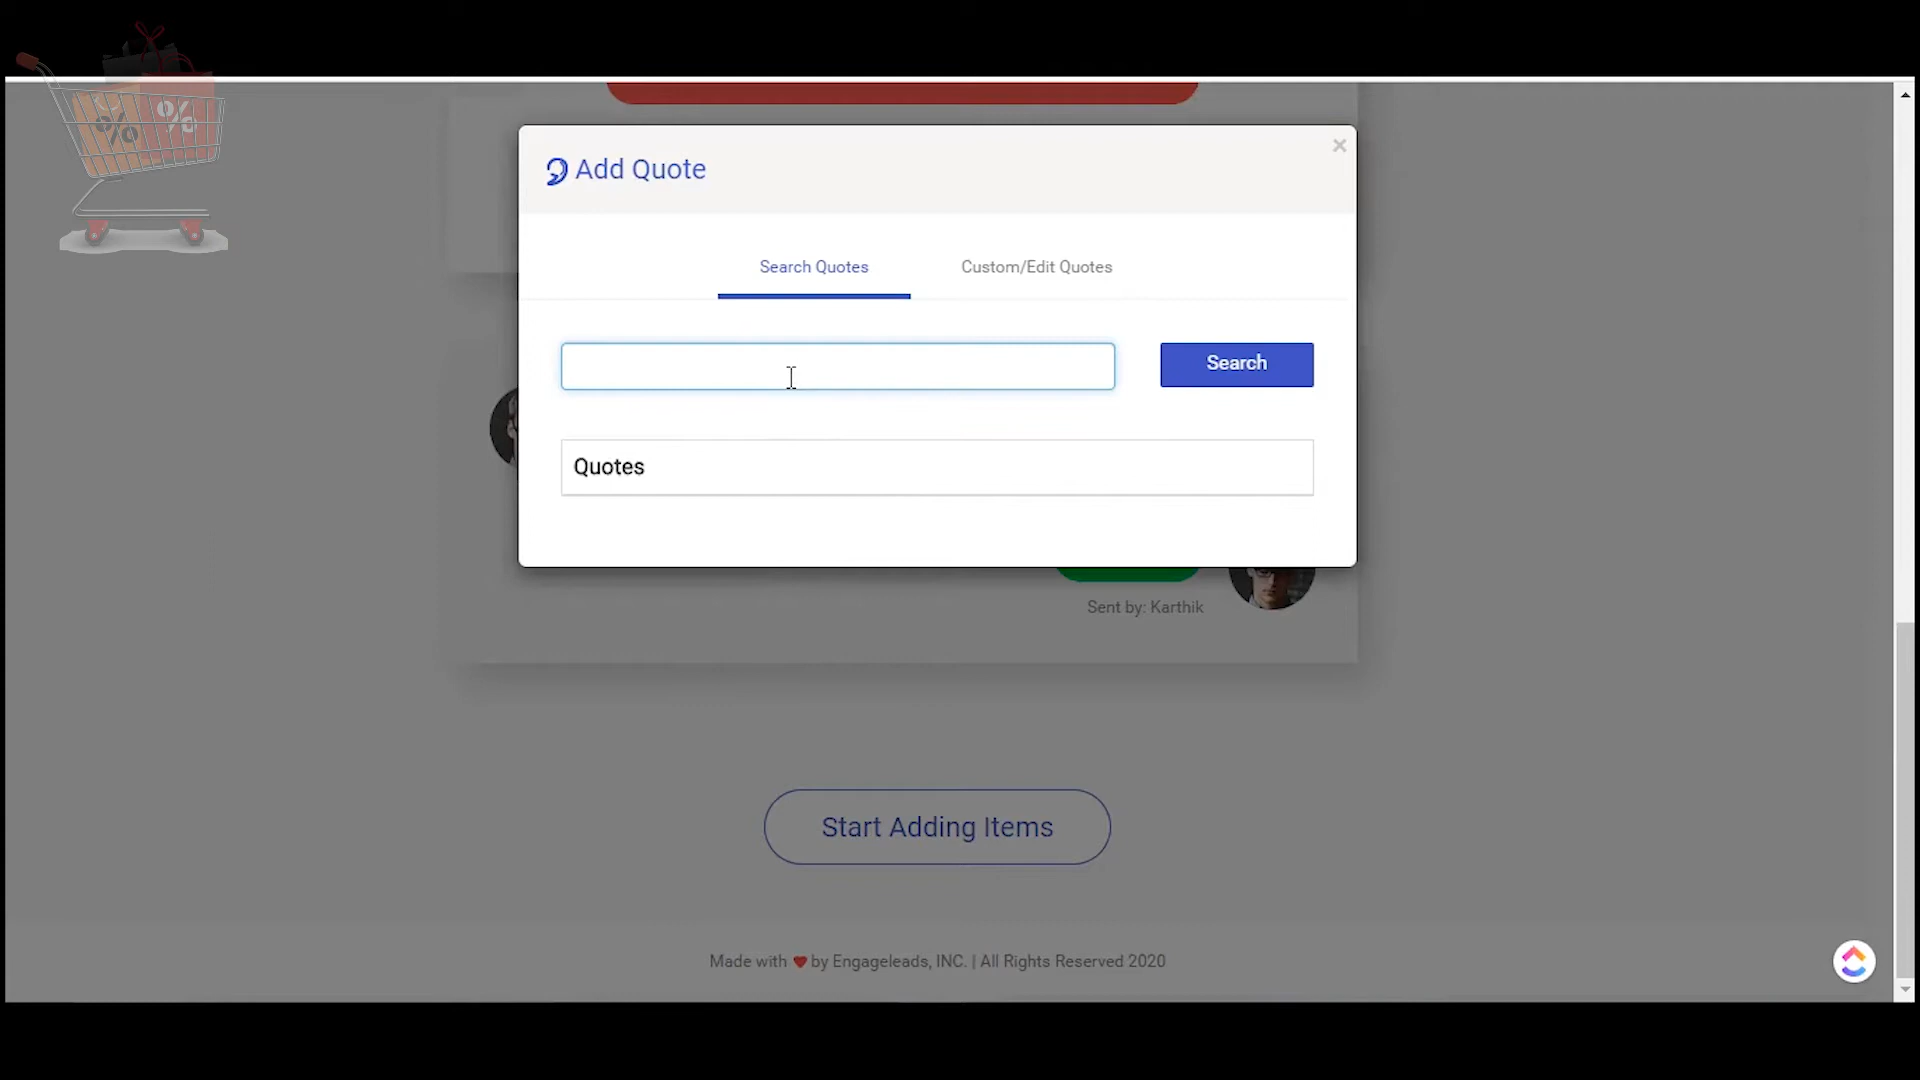 % %
Add Quote
×
Search Quotes Custom/Edit Quotes
Search
Quotes
Sent by: Karthik
Start Adding Items
Made with ❤ by Engageleads, INC. | All Rights Reserved 2020